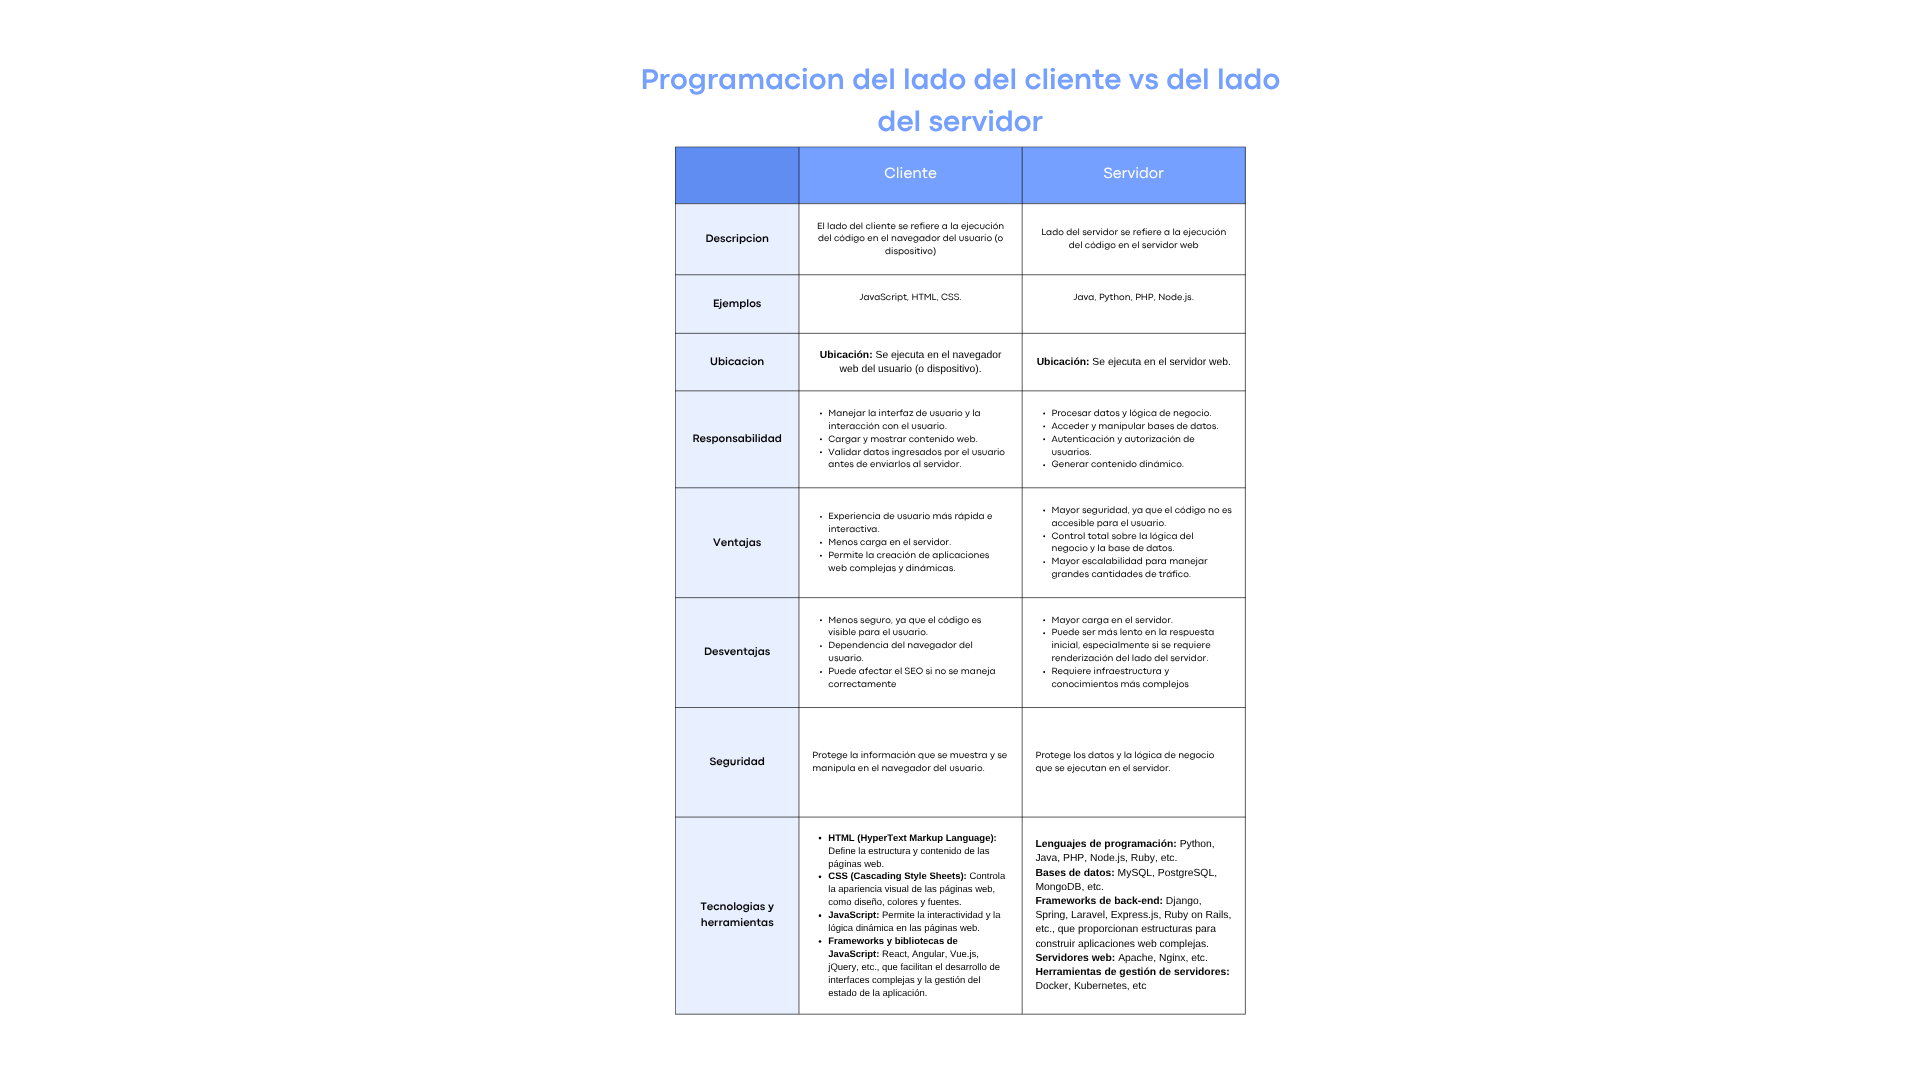 Programacion del lado del cliente vs del lado
del servidor
Cliente
Servidor
Descripcion
El lado del cliente se refiere a la ejecución
del código en el navegador del usuario (o
dispositivo)
Lado del servidor se refiere a la ejecución
del código en el servidor web
Ejemplos
JavaScript, HTML, CSS.
Java, Python, PHP, Node.js.
Ubicacion
Ubicación: Se ejecuta en el navegador
web del usuario (o dispositivo).
Ubicación: Se ejecuta en el servidor web.
Responsabilidad
• Manejar la interfaz de usuario y la
interacción con el usuario.
• Cargar y mostrar contenido web.
• Validar datos ingresados por el usuario
antes de enviarlos al servidor.
• Procesar datos y lógica de negocio.
• Acceder y manipular bases de datos.
• Autenticación y autorización de
usuarios.
• Generar contenido dinámico.
Ventajas
• Experiencia de usuario más rápida e
interactiva.
• Menos carga en el servidor.
• Permite la creación de aplicaciones
web complejas y dinámicas.
• Mayor seguridad, ya que el código no es
accesible para el usuario.
• Control total sobre la lógica del
negocio y la base de datos.
• Mayor escalabilidad para manejar
grandes cantidades de tráfico.
Desventajas
• Menos seguro, ya que el código es
visible para el usuario.
• Dependencia del navegador del
usuario.
• Puede afectar el SEO si no se maneja
correctamente
• Mayor carga en el servidor.
• Puede ser más lento en la respuesta
inicial, especialmente si se requiere
renderización del lado del servidor.
• Requiere infraestructura y
conocimientos más complejos
Seguridad
Protege la información que se muestra y se
manipula en el navegador del usuario.
Protege los datos y la lógica de negocio
que se ejecutan en el servidor.
Tecnologias y
herramientas
• HTML (HyperText Markup Language):
Define la estructura y contenido de las
páginas web.
• CSS (Cascading Style Sheets): Controla
la apariencia visual de las páginas web,
como diseño, colores y fuentes.
• JavaScript: Permite la interactividad y la
lógica dinámica en las páginas web.
• Frameworks y bibliotecas de
JavaScript: React, Angular, Vue.js,
jQuery, etc., que facilitan el desarrollo de
interfaces complejas y la gestión del
estado de la aplicación.
Lenguajes de programación: Python,
Java, PHP, Node.js, Ruby, etc.
Bases de datos: MySQL, PostgreSQL,
MongoDB, etc.
Frameworks de back-end: Django,
Spring, Laravel, Express.js, Ruby on Rails,
etc., que proporcionan estructuras para
construir aplicaciones web complejas.
Servidores web: Apache, Nginx, etc.
Herramientas de gestión de servidores:
Docker, Kubernetes, etc